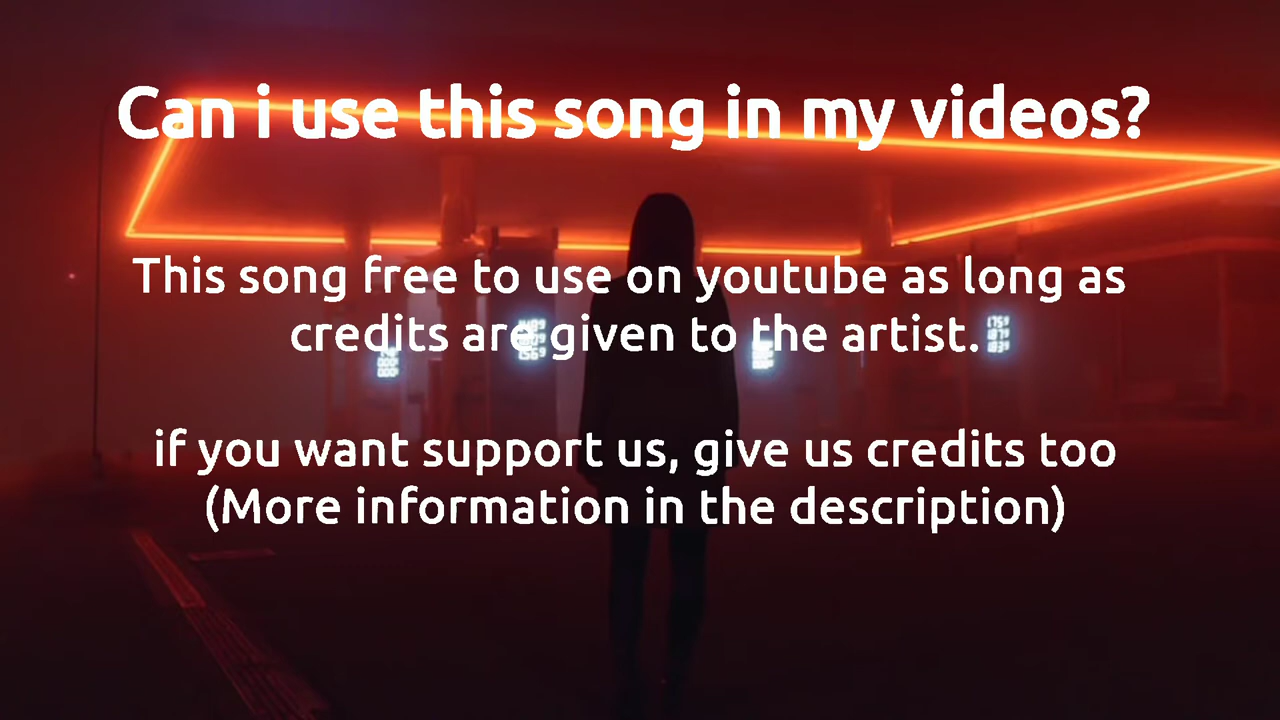 Can i use this song in my videos?
This song free to use on youtube as long as
credits are given to the artist.
if you want support us, give us credits too
(More information in the description)